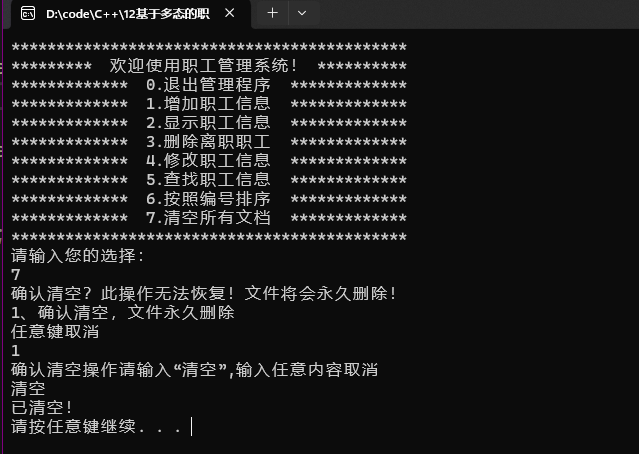 D:\code\C++\12基于多态的职
********************************************
*********  欢迎使用职工管理系统！ **********
*************  0.退出管理程序  *************
*************  1.增加职工信息  *************
*************  2.显示职工信息  *************
*************  3.删除离职职工  *************
*************  4.修改职工信息  *************
*************  5.查找职工信息  *************
*************  6.按照编号排序  *************
*************  7.清空所有文档  *************
********************************************
请输入您的选择：
7
确认清空？此操作无法恢复！文件将会永久删除！
1、确认清空，文件永久删除
任意键取消
1
确认清空操作请输入“清空”,输入任意内容取消
清空
已清空！
请按任意键继续. . .